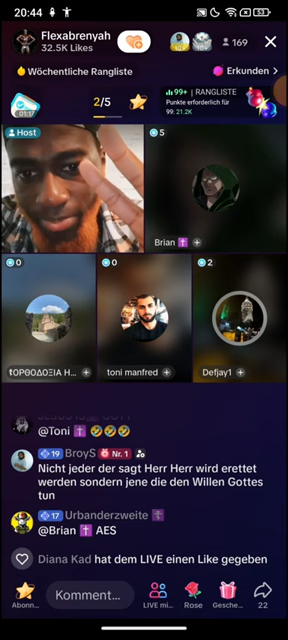 20:44
53
Flexabrenyah
32.5K Likes
169
Wöchentliche Rangliste
Erkunden >
01:17
2/5
99+ | RANGLISTE
Punkte erforderlich für
99: 21.2K
Host
5
Brian ✝️ +
0
0
2
toni manfred +
Defjay1 +
@Toni ✝️ 🤣🤣🤣
19 BroyS Nr. 1
Nicht jeder der sagt Herr Herr wird erettet
werden sondern jene die den Willen Gottes
tun
17 Urbanderzweite
@Brian ✝️ AES
Diana Kad hat dem LIVE einen Like gegeben
Kommentar...
Abonn...
LIVE mi...
Rose
Gesche...
22